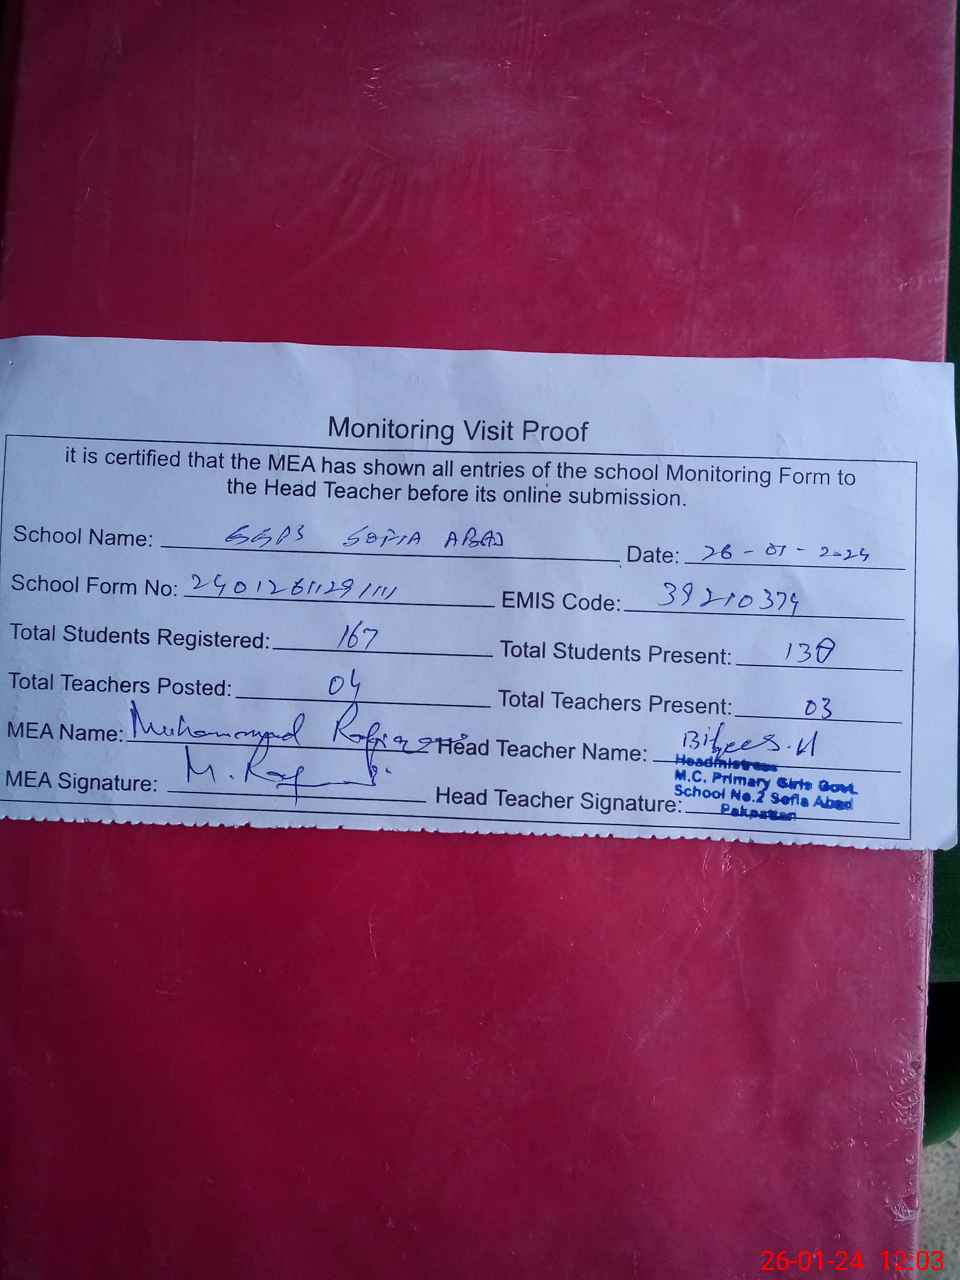 Monitoring Visit Proof
it is certified that the MEA has shown all entries of the school Monitoring Form to
the Head Teacher before its online submission.
School Name: GGPS SOFIA ABAD Date: 26-01-2024
School Form No: EMIS Code: 39210374
Total Students Registered: 167 Total Students Present: 130
Total Teachers Posted: 04 Total Teachers Present: 03
MEA Name: Muhammad Head Teacher Name:
Headmistress
M.C. Primary Girls Govt.
School No.2 Sofia Abad
Pakpattan
MEA Signature: Head Teacher Signature:
26-01-24 12:03